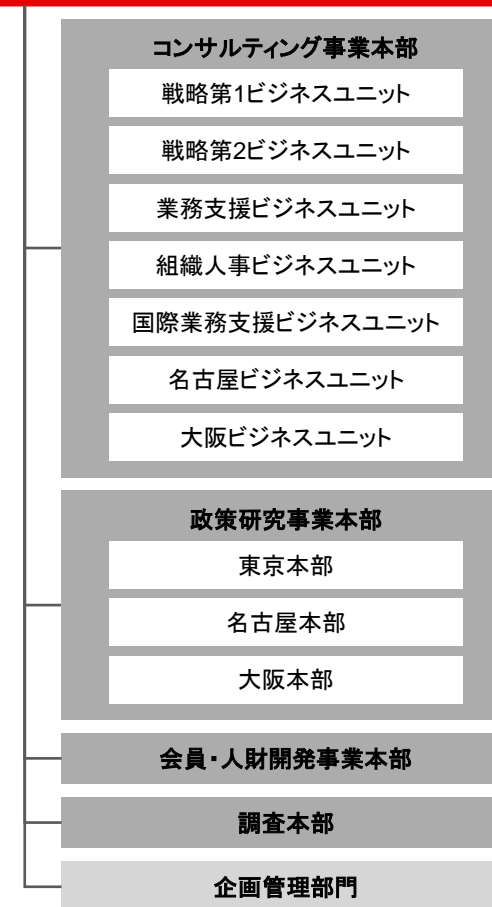 コンサルティング事業本部
戦略第1ビジネスユニット
戦略第2ビジネスユニット
業務支援ビジネスユニット
組織人事ビジネスユニット
国際業務支援ビジネスユニット
名古屋ビジネスユニット
大阪ビジネスユニット
政策研究事業本部
東京本部
名古屋本部
大阪本部
会員・人財開発事業本部
調査本部
企画管理部門